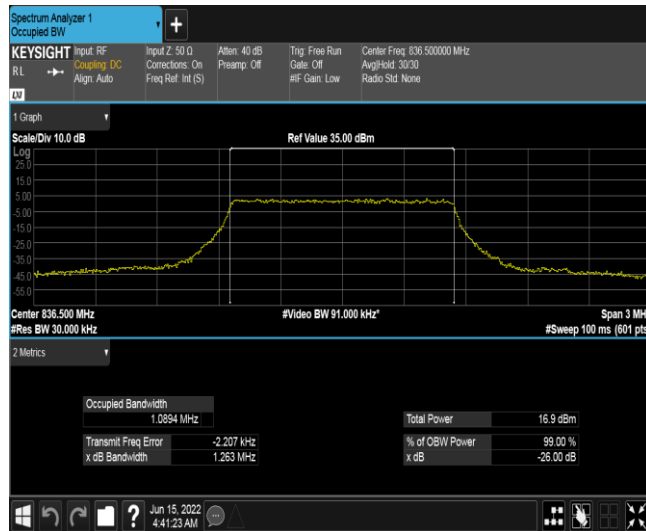 Spectrum Analyzer 1
Occupied BW
+
KEYSIGHT
RL
LXI
Input: RF
Coupling: DC
Align: Auto
Input Z: 50 Ω
Corrections: On
Freq Ref: Int (S)
Atten: 40 dB
Preamp: Off
Trig: Free Run
Gate: Off
#IF Gain: Low
Center Freq: 836.500000 MHz
Avg|Hold: 30/30
Radio Std: None
1 Graph
Scale/Div 10.0 dB
Ref Value 35.00 dBm
Log
25.0
15.0
5.00
-5.00
-15.0
-25.0
-35.0
-45.0
-55.0
Center 836.500 MHz
#Video BW 91.000 kHz*
Span 3 MH
#Res BW 30.000 kHz
#Sweep 100 ms (601 pts
2 Metrics
Occupied Bandwidth
1.0894 MHz
Total Power 16.9 dBm
Transmit Freq Error -2.207 kHz
% of OBW Power 99.00 %
x dB Bandwidth 1.263 MHz
x dB -26.00 dB
?
Jun 15, 2022
4:41:23 AM